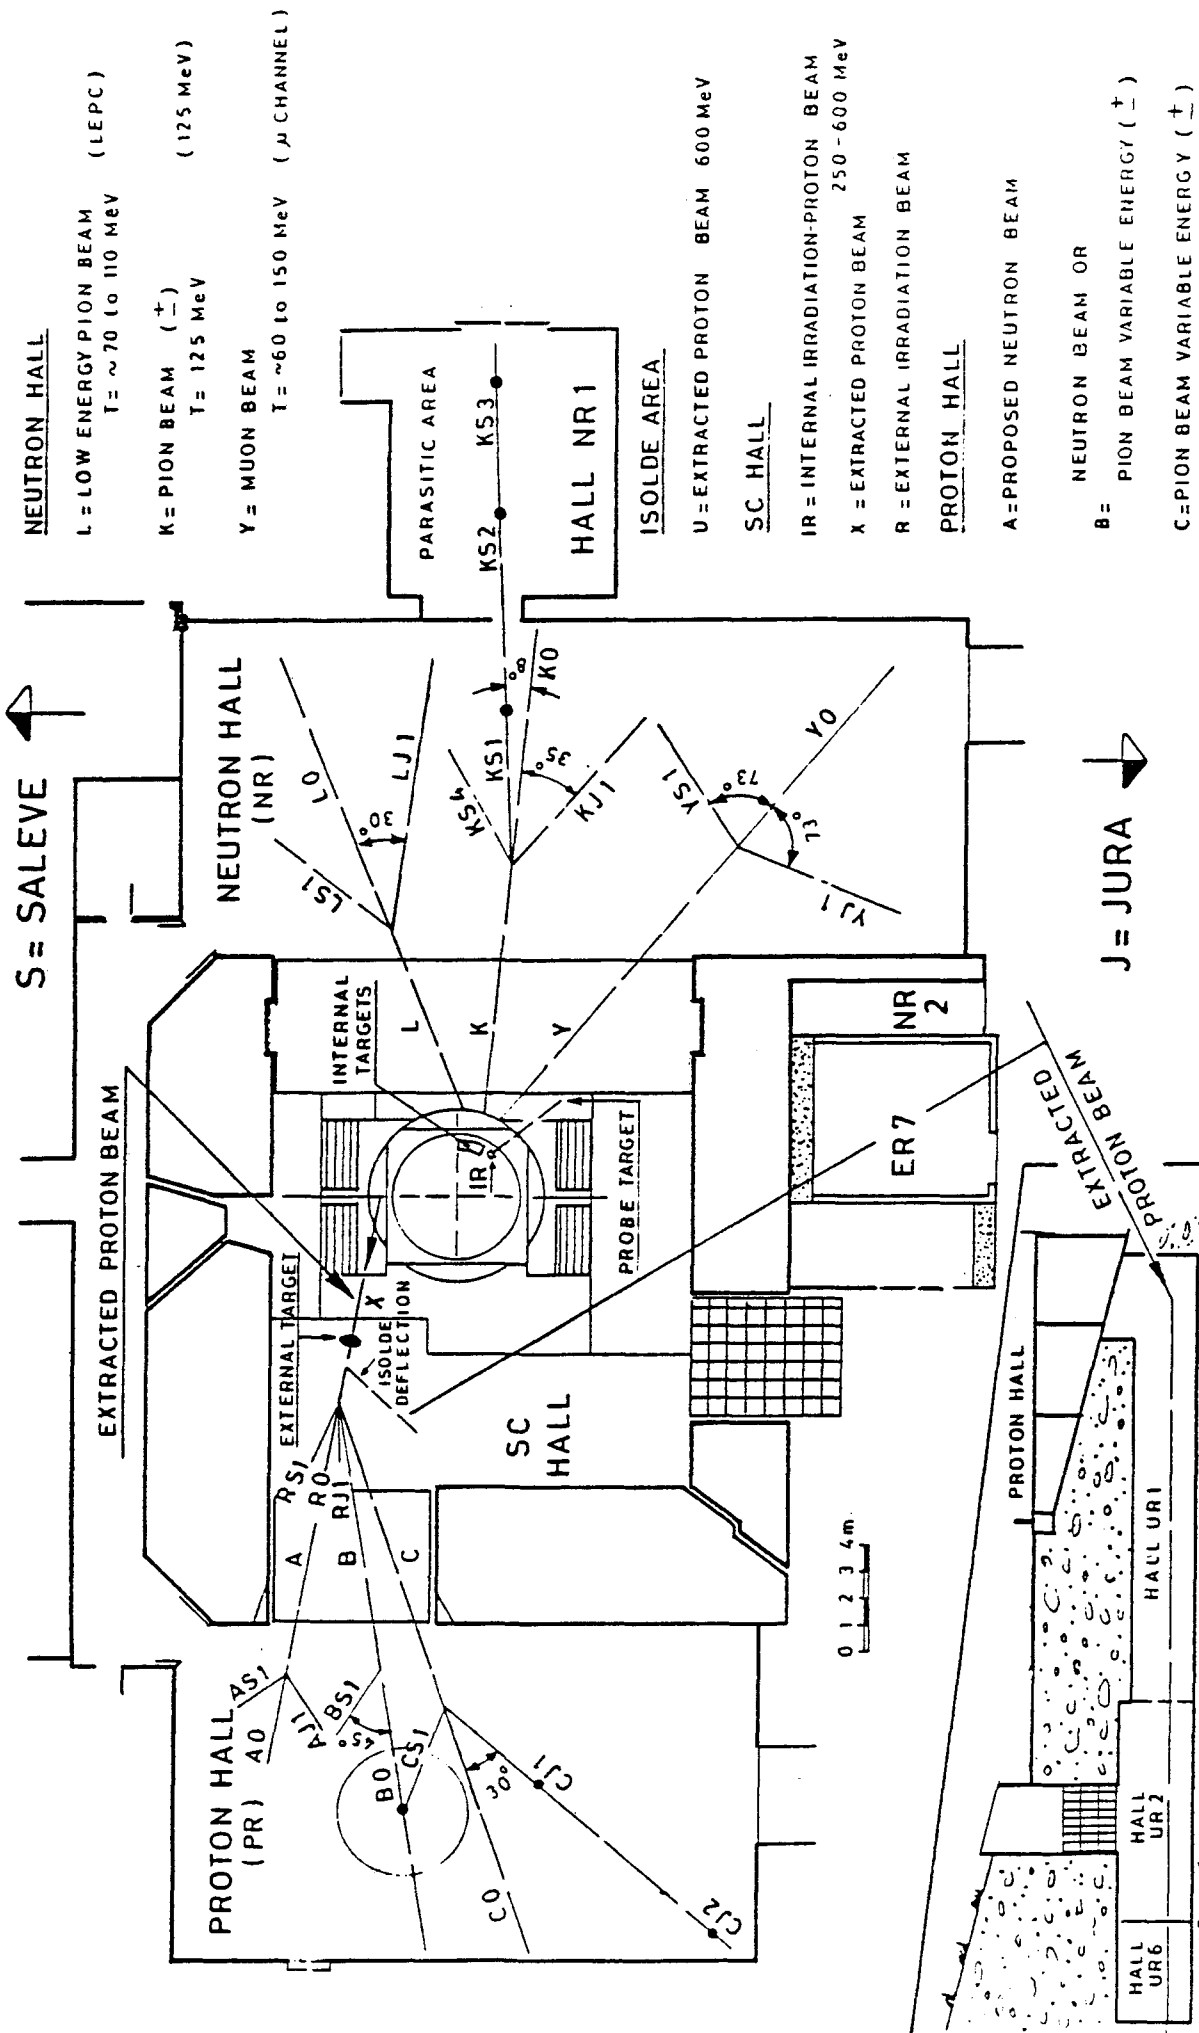 S = SALEVE
J = JURA
NEUTRON HALL
L = LOW ENERGY PION BEAM (LEPC)
T = ~ 70 to 110 MeV
K = PION BEAM (±) (125 MeV)
T = 125 MeV
Y = MUON BEAM
T = ~60 to 150 MeV (μ CHANNEL)
ISOLDE AREA
U = EXTRACTED PROTON BEAM 600 MeV
SC HALL
IR = INTERNAL IRRADIATION-PROTON BEAM
X = EXTRACTED PROTON BEAM 250-600 MeV
R = EXTERNAL IRRADIATION BEAM
PROTON HALL
A = PROPOSED NEUTRON BEAM
NEUTRON BEAM OR
B =
PION BEAM VARIABLE ENERGY (±)
C = PION BEAM VARIABLE ENERGY (±)
PARASITIC AREA
HALL NR1
KS3
KS2
KS1
8°
K0
35°
KJ1
NEUTRON HALL
(NR)
L0
LJ1
30°
LS1
YS1
Y0
73°
73°
YJ1
L
K
Y
INTERNAL
TARGETS
IR
PROBE TARGET
NR
2
ER7
EXTRACTED PROTON BEAM
EXTERNAL TARGET
X
ISOLDE
DEFLECTION
SC
HALL
RS1
R0
RJ1
A
B
C
0 1 2 3 4m
PROTON HALL
(PR)
A0
AS1
AJ1
BS1
45°
B0
CS1
C0
30°
CJ1
CJ2
EXTRACTED
PROTON BEAM
PROTON HALL
HALL UR1
HALL
UR2
HALL
UR6